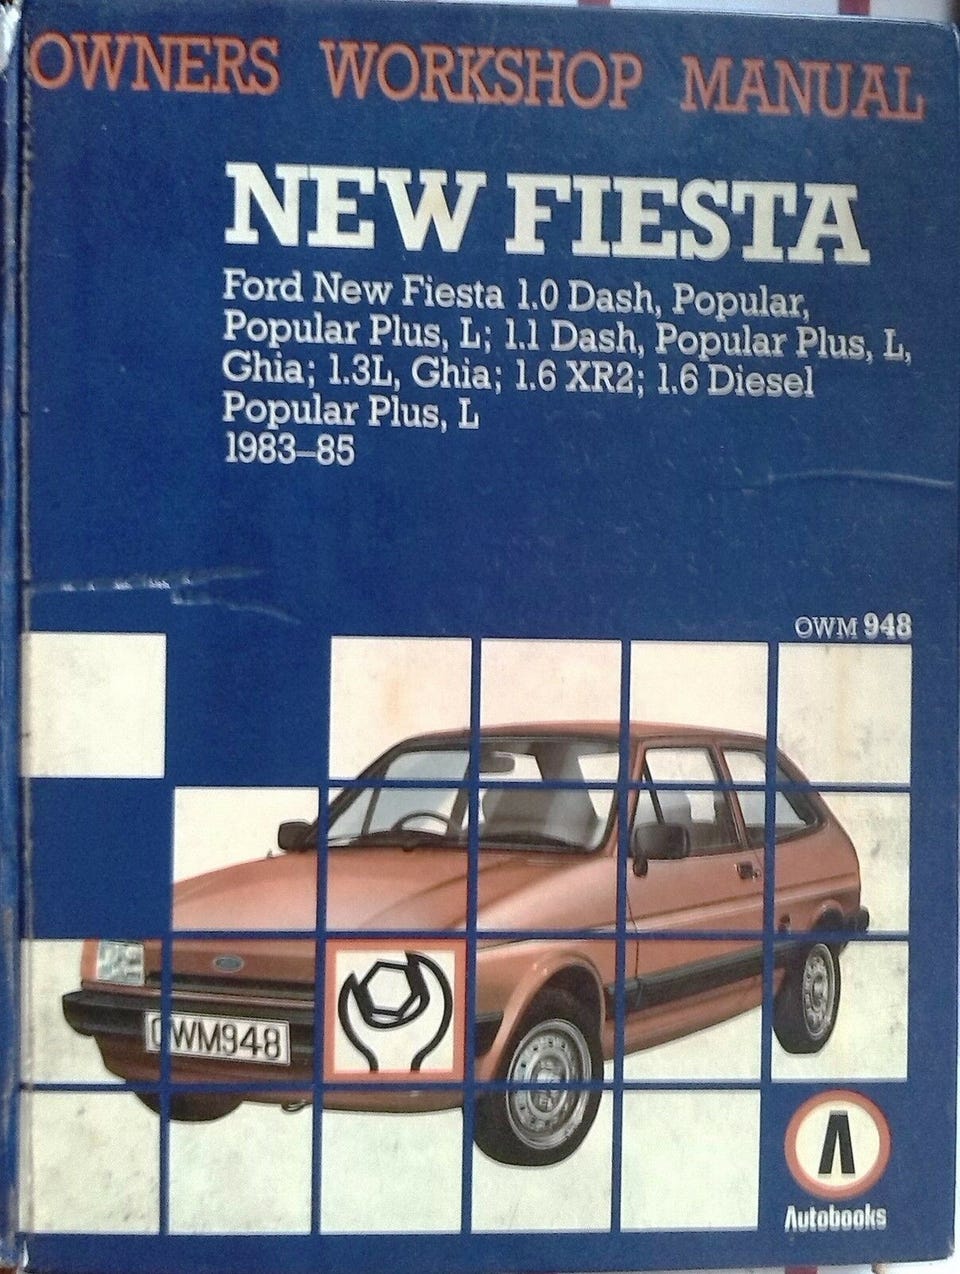 OWNERS WORKSHOP MANUAL
NEW FIESTA
Ford New Fiesta 1.0 Dash, Popular,
Popular Plus, L; 1.1 Dash, Popular Plus, L,
Ghia; 1.3L, Ghia; 1.6 XR2; 1.6 Diesel
Popular Plus, L
1983–85
OWM 948
OWM948
Autobooks